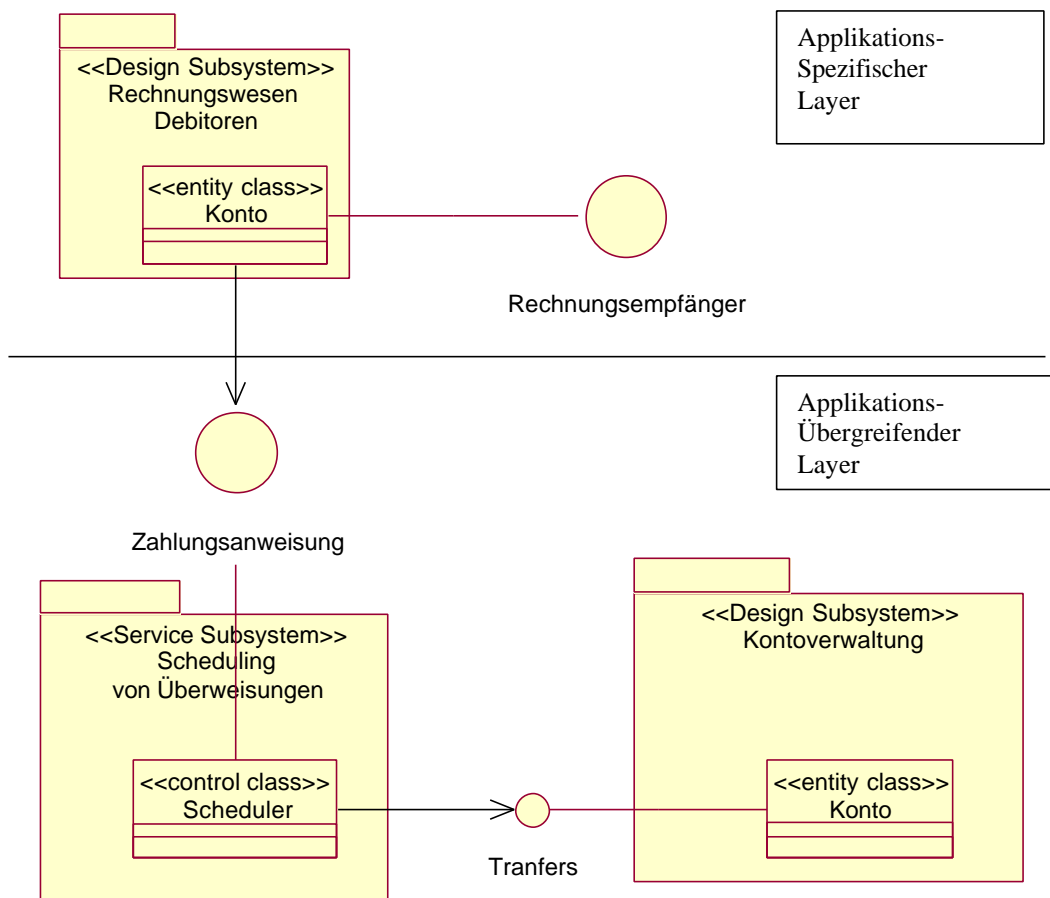 <<Design Subsystem>>
Rechnungswesen
Debitoren
Applikations-
Spezifischer
Layer
<<entity class>>
Konto
Rechnungsempfänger
Applikations-
Übergreifender
Layer
Zahlungsanweisung
<<Service Subsystem>>
Scheduling
von Überweisungen
<<Design Subsystem>>
Kontoverwaltung
<<control class>>
Scheduler
<<entity class>>
Konto
Tranfers